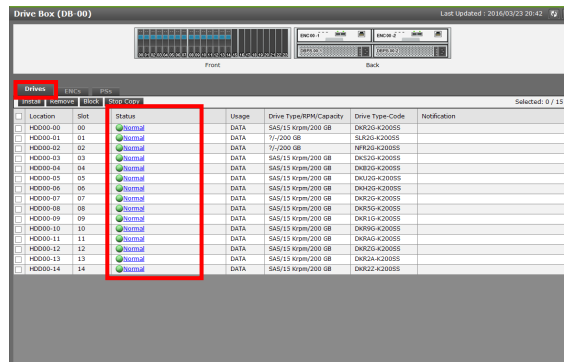 Drive Box (DB-00)
Last Updated : 2016/03/23 20:42
Front
Back
Drives ENCs PSs
Install Remove Block Stop Copy Selected: 0 / 15
Location Slot Status Usage Drive Type/RPM/Capacity Drive Type-Code Notification
HDD00-00 00 Normal DATA SAS/15 Krpm/200 GB DKR2G-K200SS
HDD00-01 01 Normal DATA ?/-/200 GB SLR2G-K200SS
HDD00-02 02 Normal DATA ?/-/200 GB NFR2G-K200SS
HDD00-03 03 Normal DATA SAS/15 Krpm/200 GB DKS2G-K200SS
HDD00-04 04 Normal DATA SAS/15 Krpm/200 GB DKB2G-K200SS
HDD00-05 05 Normal DATA SAS/15 Krpm/200 GB DKU2G-K200SS
HDD00-06 06 Normal DATA SAS/15 Krpm/200 GB DKH2G-K200SS
HDD00-07 07 Normal DATA SAS/15 Krpm/200 GB DKR0G-K200SS
HDD00-08 08 Normal DATA SAS/15 Krpm/200 GB DKR5G-K200SS
HDD00-09 09 Normal DATA SAS/15 Krpm/200 GB DKR1G-K200SS
HDD00-10 10 Normal DATA SAS/15 Krpm/200 GB DKR9G-K900SS
HDD00-11 11 Normal DATA SAS/15 Krpm/200 GB DKRAG-K200SS
HDD00-12 12 Normal DATA SAS/15 Krpm/200 GB DKRZG-K200SS
HDD00-13 13 Normal DATA SAS/15 Krpm/200 GB DKR2A-K200SS
HDD00-14 14 Normal DATA SAS/15 Krpm/200 GB DKR2Z-K200SS